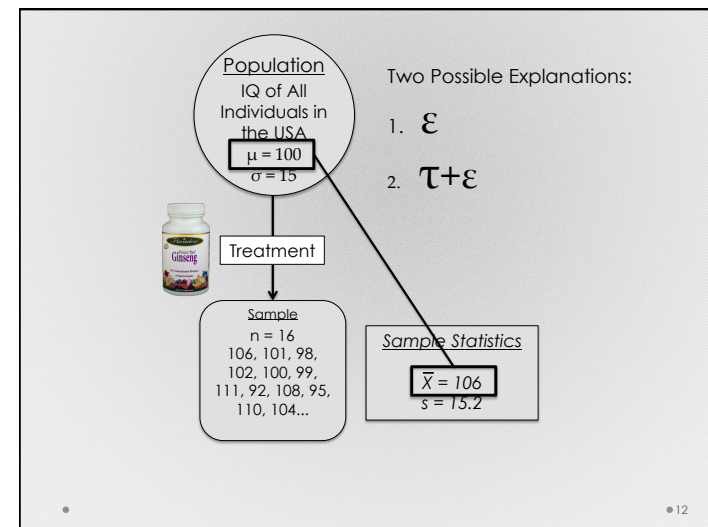 Population
IQ of All
Individuals in
the USA
μ = 100
σ = 15
Two Possible Explanations:
1. ε
2. τ+ε
Ginseng
Treatment
Sample
n = 16
106, 101, 98,
102, 100, 99,
111, 92, 108, 95,
110, 104...
Sample Statistics
X̅ = 106
s = 15.2
12